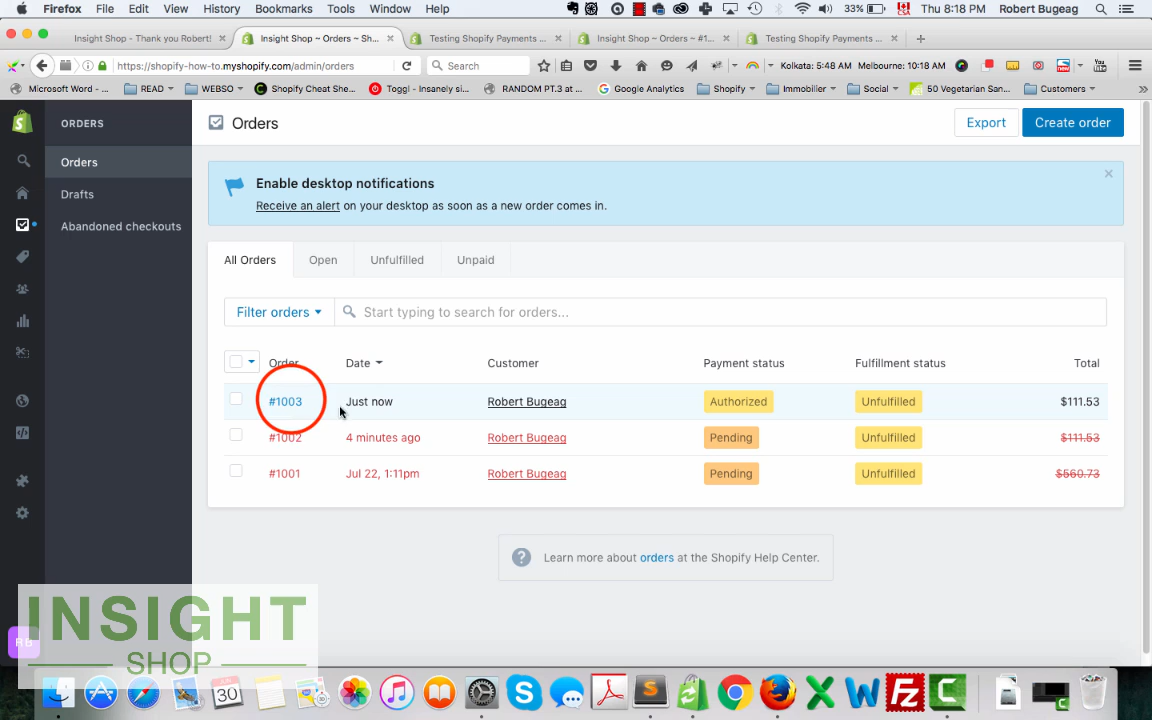 Firefox File Edit View History Bookmarks Tools Window Help 33% Thu 8:18 PM Robert Bugeag
Insight Shop - Thank you Robert! × Insight Shop ~ Orders ~ Sh... × Testing Shopify Payments ... × Insight Shop ~ Orders ~ #1... × Testing Shopify Payments ... × +
https://shopify-how-to.myshopify.com/admin/orders Search Kolkata: 5:48 AM Melbourne: 10:18 AM
Microsoft Word - ... READ WEBSO Shopify Cheat She... Toggl - Insanely si... RANDOM PT.3 at ... Google Analytics Shopify Immobilier Social 50 Vegetarian San... Customers
ORDERS
Orders
Drafts
Abandoned checkouts
Orders
Export Create order
Enable desktop notifications
Receive an alert on your desktop as soon as a new order comes in.
All Orders Open Unfulfilled Unpaid
Filter orders Start typing to search for orders...
Order Date Customer Payment status Fulfillment status Total
#1003 Just now Robert Bugeag Authorized Unfulfilled $111.53
#1002 4 minutes ago Robert Bugeag Pending Unfulfilled $111.53
#1001 Jul 22, 1:11pm Robert Bugeag Pending Unfulfilled $560.73
Learn more about orders at the Shopify Help Center.
INSIGHT
SHOP
30